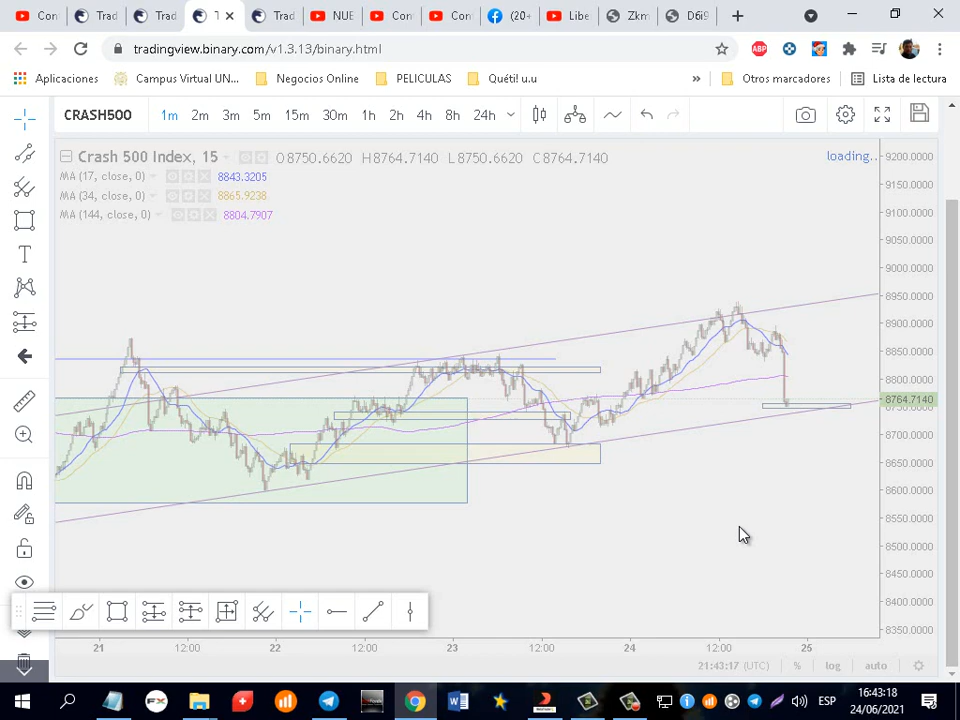 Con
Trad
Trad
T
Trad
NUE
Con
Con
(20+
Libe
Zkm
D6i9
tradingview.binary.com/v1.3.13/binary.html
ABP
Aplicaciones
Campus Virtual UN...
Negocios Online
PELICULAS
Quéti! u.u
»
Otros marcadores
Lista de lectura
CRASH500
1m 2m 3m 5m 15m 30m 1h 2h 4h 8h 24h
Crash 500 Index, 15
O8750.6620 H8764.7140 L8750.6620 C8764.7140
loading..
MA (17, close, 0) 8843.3205
MA (34, close, 0) 8865.9238
MA (144, close, 0) 8804.7907
9200.0000
9150.0000
9100.0000
9050.0000
9000.0000
8950.0000
8900.0000
8850.0000
8800.0000
8764.7140
8700.0000
8650.0000
8600.0000
8550.0000
8500.0000
8450.0000
8400.0000
8350.0000
21 12:00 22 12:00 23 12:00 24 12:00 25
21:43:17 (UTC) % log auto
FX
ESP
16:43:18
24/06/2021